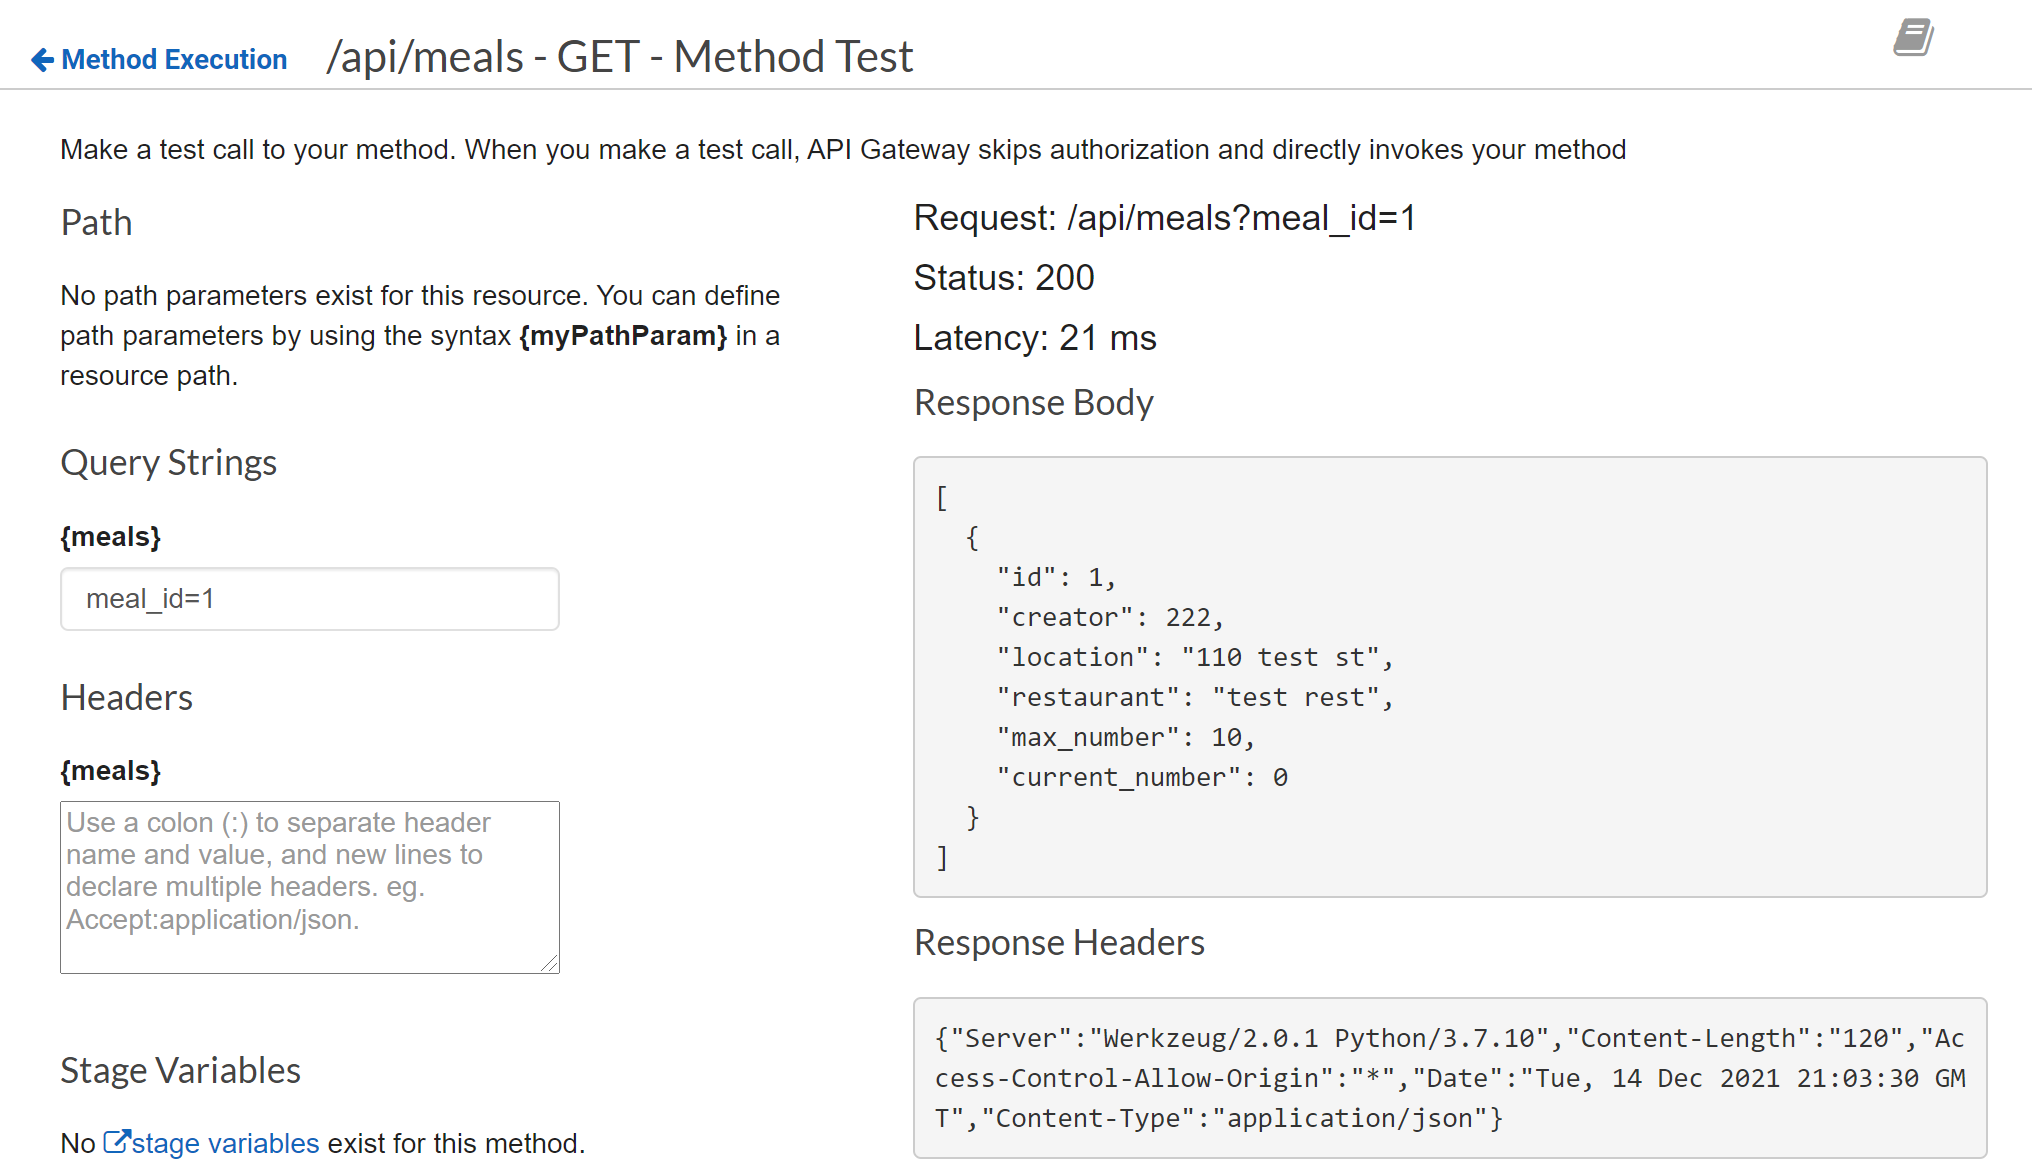 Method Execution /api/meals - GET - Method Test
Make a test call to your method. When you make a test call, API Gateway skips authorization and directly invokes your method
Path
No path parameters exist for this resource. You can define
path parameters by using the syntax {myPathParam} in a
resource path.
Query Strings
{meals}
meal_id=1
Headers
{meals}
Use a colon (:) to separate header
name and value, and new lines to
declare multiple headers. eg.
Accept:application/json.
Stage Variables
No stage variables exist for this method.
Request: /api/meals?meal_id=1
Status: 200
Latency: 21 ms
Response Body
[
  {
    "id": 1,
    "creator": 222,
    "location": "110 test st",
    "restaurant": "test rest",
    "max_number": 10,
    "current_number": 0
  }
]
Response Headers
{"Server":"Werkzeug/2.0.1 Python/3.7.10","Content-Length":"120","Ac
cess-Control-Allow-Origin":"*","Date":"Tue, 14 Dec 2021 21:03:30 GM
T","Content-Type":"application/json"}